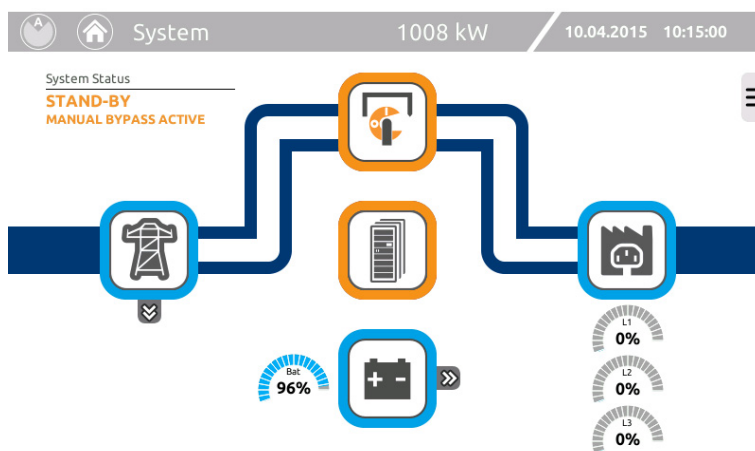 A System 1008 kW 10.04.2015 10:15:00
System Status
STAND-BY
MANUAL BYPASS ACTIVE
L1
0%
Bat
96%
L2
0%
L3
0%